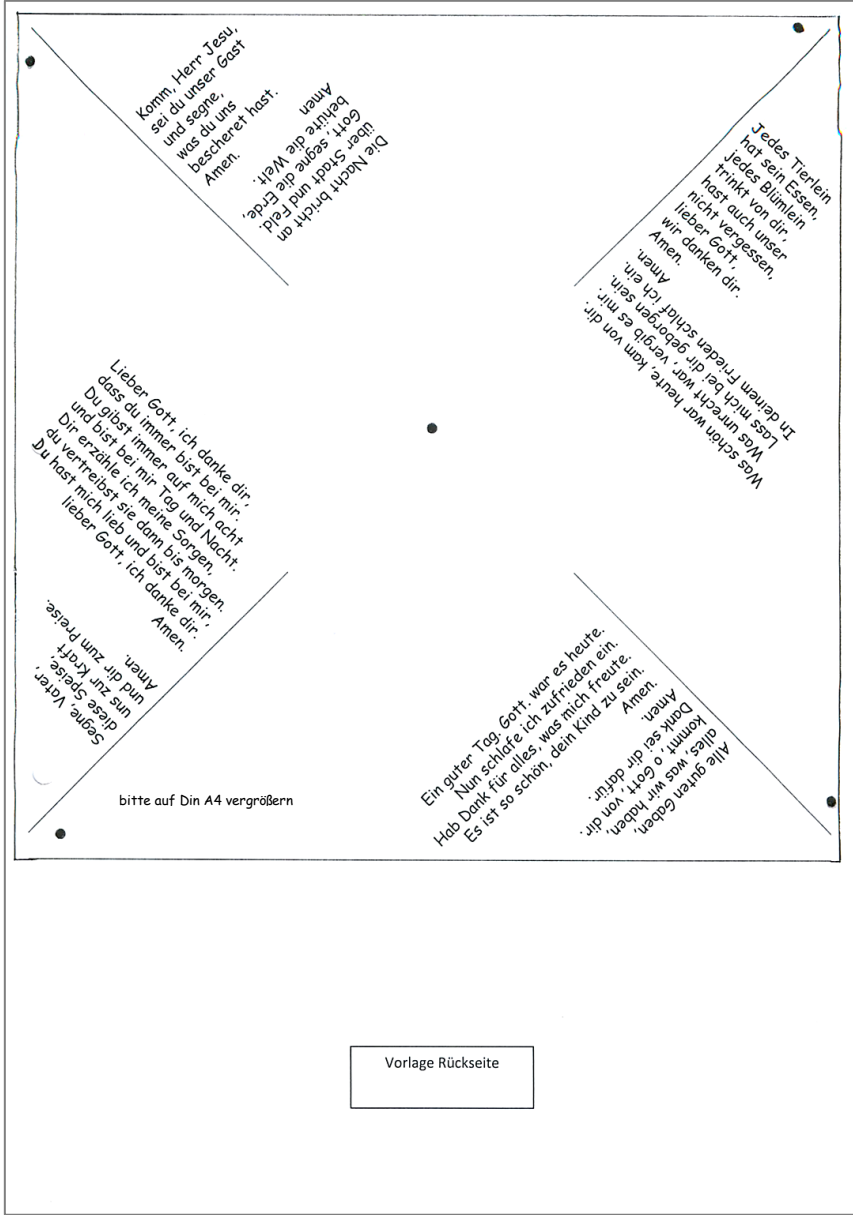 Komm, Herr Jesu,
sei du unser Gast
und segne,
was du uns
bescheret hast.
Amen.
Die Nacht bricht an
über Stadt und Feld.
Gott, segne die Erde,
behüte die Welt.
Amen
Jedes Tierlein
hat sein Essen,
jedes Blümlein
trinkt von dir,
hast auch unser
nicht vergessen,
lieber Gott,
wir danken dir.
Amen.
Was schön war heute, kam von dir.
Was unrecht war, vergib es mir.
Lass mich bei dir geborgen sein.
In deinem Frieden schlaf ich ein.
Amen.
Lieber Gott, ich danke dir,
dass du immer bist bei mir.
Du gibst immer auf mich acht
und bist bei mir Tag und Nacht.
Dir erzähle ich meine Sorgen,
du vertreibst sie dann bis morgen.
Du hast mich lieb und bist bei mir,
lieber Gott, ich danke dir.
Amen.
Segne, Vater,
diese Speise,
uns zur Kraft
und dir zum Preise.
Amen.
Ein guter Tag. Gott. war es heute.
Nun schlafe ich zufrieden ein.
Hab Dank für alles, was mich freute.
Es ist so schön, dein Kind zu sein.
Amen.
Alle guten Gaben,
alles, was wir haben,
kommt, o Gott, von dir.
Dank sei dir dafür.
Amen.
bitte auf Din A4 vergrößern
Vorlage Rückseite